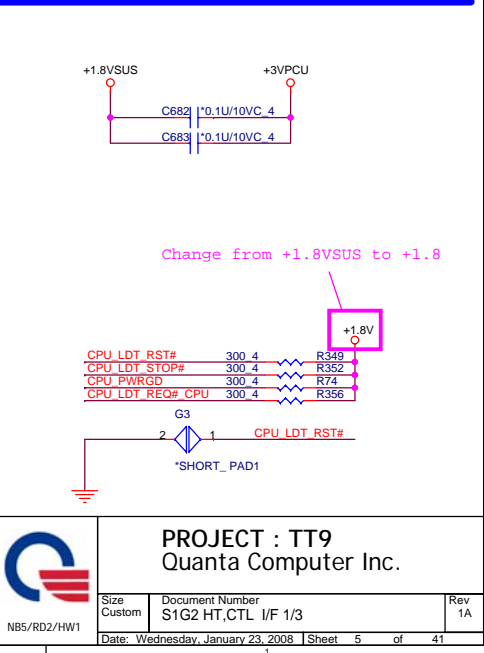 +1.8VSUS +3VPCU
C682 *0.1U/10VC_4
C683 *0.1U/10VC_4
Change from +1.8VSUS to +1.8
+1.8V
CPU_LDT_RST# 300_4 R349
CPU_LDT_STOP# 300_4 R352
CPU_PWRGD 300_4 R74
CPU_LDT_REQ#_CPU 300_4 R356
G3
2 1 CPU_LDT_RST#
*SHORT_ PAD1
PROJECT : TT9
Quanta Computer Inc.
Size Document Number Rev
Custom S1G2 HT,CTL I/F 1/3 1A
NB5/RD2/HW1
Date: Wednesday, January 23, 2008 Sheet 5 of 41
1